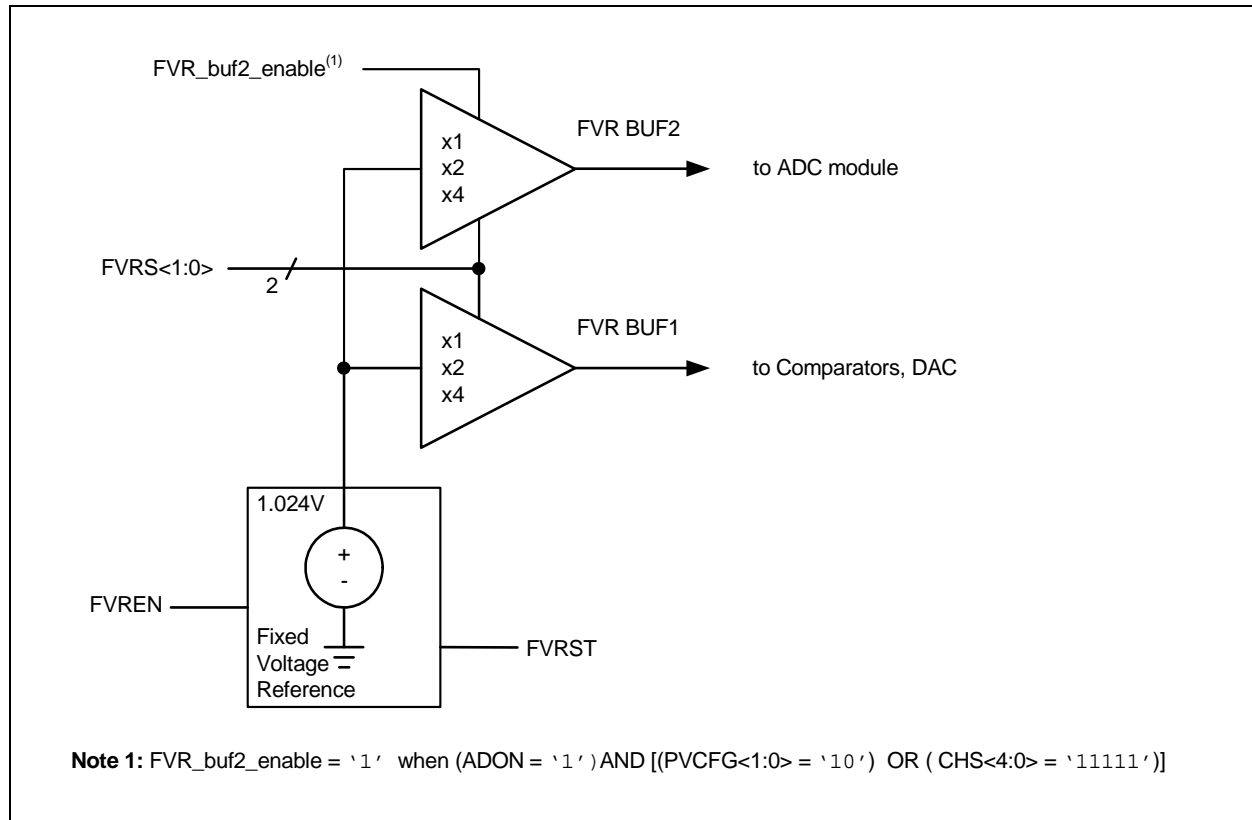 FVR_buf2_enable(1)
x1
x2
x4
FVR BUF2
to ADC module
FVRS<1:0>
2
x1
x2
x4
FVR BUF1
to Comparators, DAC
1.024V
+
-
FVREN
Fixed
Voltage
Reference
FVRST
Note 1: FVR_buf2_enable = ‘1’ when (ADON = ‘1’)AND [(PVCFG<1:0> = ‘10’) OR ( CHS<4:0> = ‘11111’)]